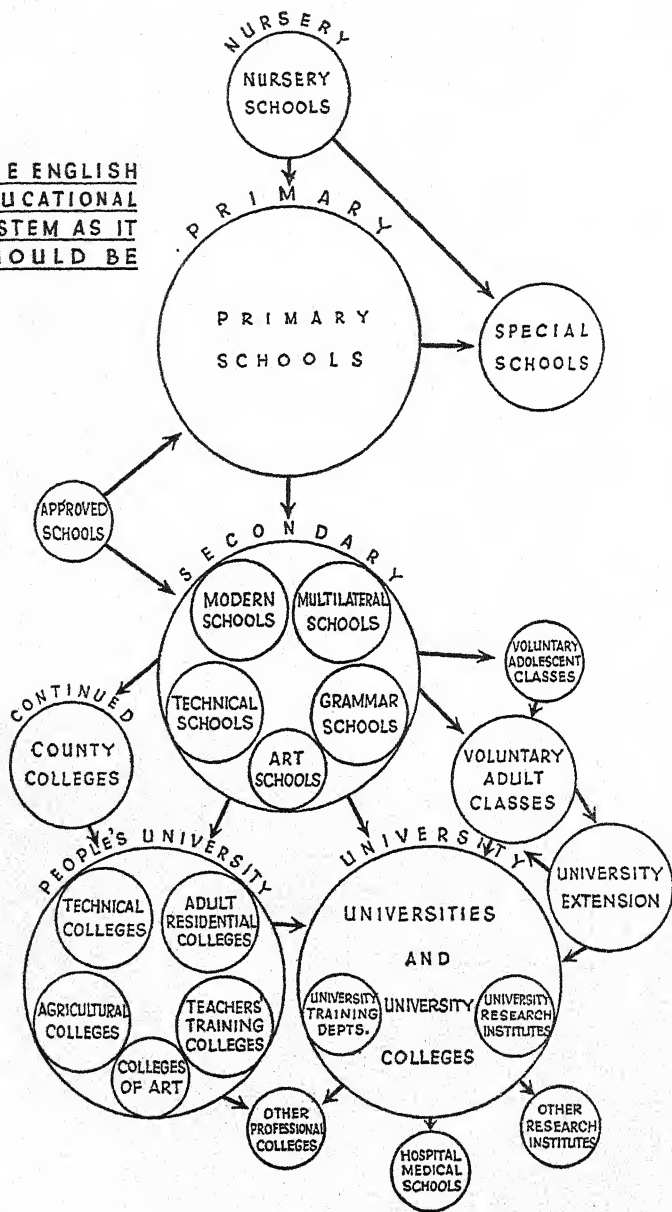 NURSERY
NURSERY
SCHOOLS
E ENGLISH
UCATIONAL
STEM AS IT
HOULD BE
PRIMARY
PRIMARY
SCHOOLS
SPECIAL
SCHOOLS
APPROVED
SCHOOLS
SECONDARY
MODERN
SCHOOLS
MULTILATERAL
SCHOOLS
TECHNICAL
SCHOOLS
GRAMMAR
SCHOOLS
ART
SCHOOLS
VOLUNTARY
ADOLESCENT
CLASSES
CONTINUED
COUNTY
COLLEGES
VOLUNTARY
ADULT
CLASSES
UNIVERSITY
EXTENSION
PEOPLE'S UNIVERSITY
TECHNICAL
COLLEGES
ADULT
RESIDENTIAL
COLLEGES
AGRICULTURAL
COLLEGES
TEACHERS'
TRAINING
COLLEGES
COLLEGES
OF ART
UNIVERSITY
UNIVERSITIES
AND
UNIVERSITY
COLLEGES
UNIVERSITY
TRAINING
DEPTS.
UNIVERSITY
RESEARCH
INSTITUTES
OTHER
PROFESSIONAL
COLLEGES
HOSPITAL
MEDICAL
SCHOOLS
OTHER
RESEARCH
INSTITUTES